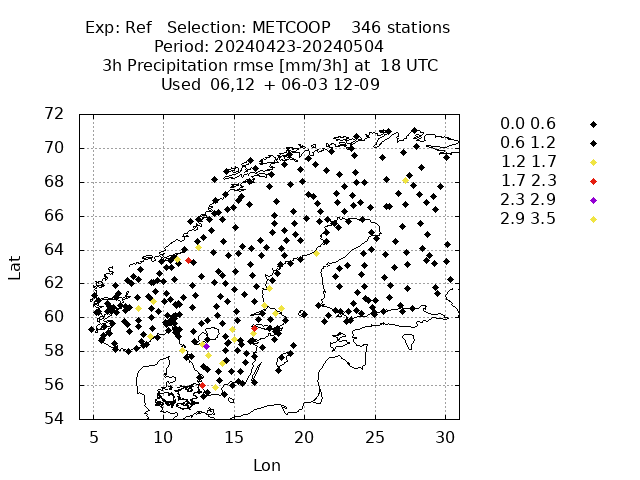 Exp: Ref   Selection: METCOOP    346 stations
Period: 20240423-20240504
3h Precipitation rmse [mm/3h] at  18 UTC
Used  06,12  + 06-03 12-09
0.0 0.6
0.6 1.2
1.2 1.7
1.7 2.3
2.3 2.9
2.9 3.5
72
70
68
66
64
62
60
58
56
54
Lat
5 10 15 20 25 30
Lon